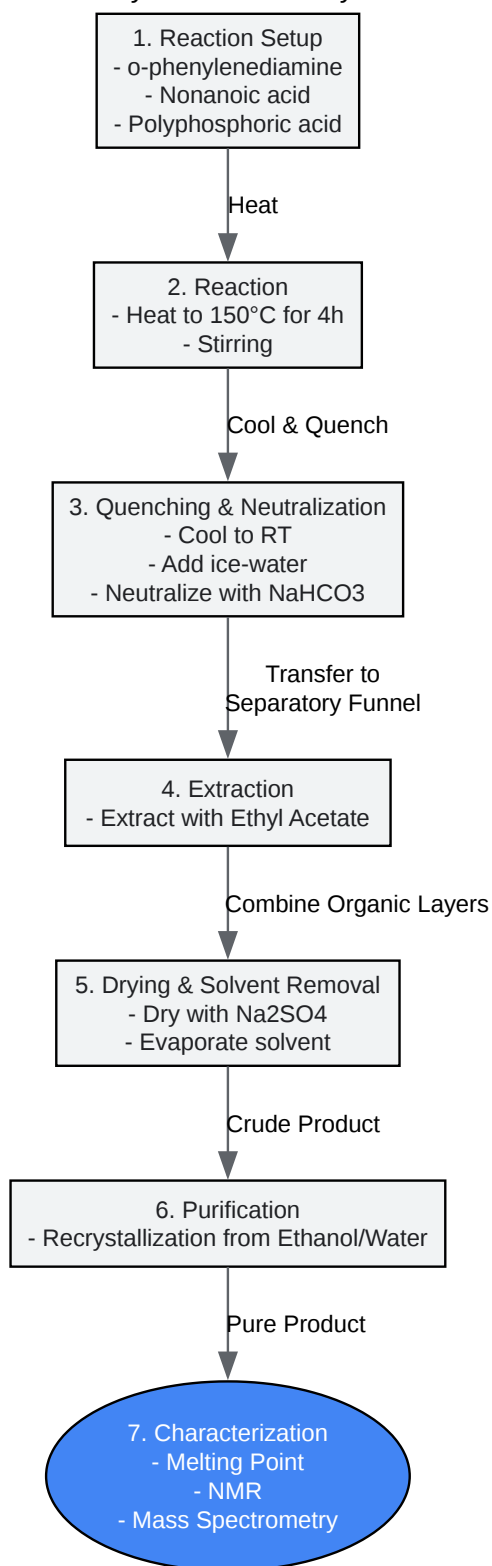 1. Reaction Setup
- o-phenylenediamine
- Nonanoic acid
- Polyphosphoric acid
Heat
2. Reaction
- Heat to 150°C for 4h
- Stirring
Cool & Quench
3. Quenching & Neutralization
- Cool to RT
- Add ice-water
- Neutralize with NaHCO3
Transfer to
Separatory Funnel
4. Extraction
- Extract with Ethyl Acetate
Combine Organic Layers
5. Drying & Solvent Removal
- Dry with Na2SO4
- Evaporate solvent
Crude Product
6. Purification
- Recrystallization from Ethanol/Water
Pure Product
7. Characterization
- Melting Point
- NMR
- Mass Spectrometry